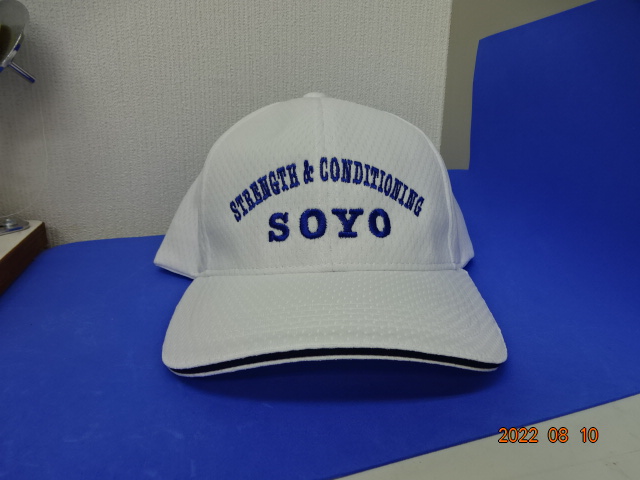 STRENGTH & CONDITIONING
SOYO
2022 08 10